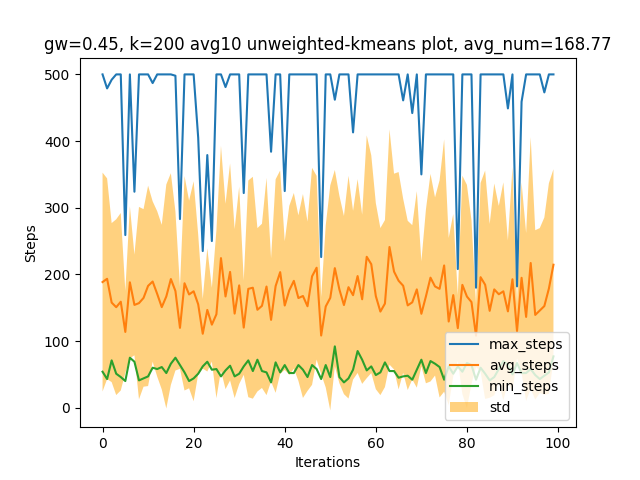 gw=0.45, k=200 avg10 unweighted-kmeans plot, avg_num=168.77
500
400
300
200
100
0
Steps
max_steps
avg_steps
min_steps
std
0 20 40 60 80 100
Iterations